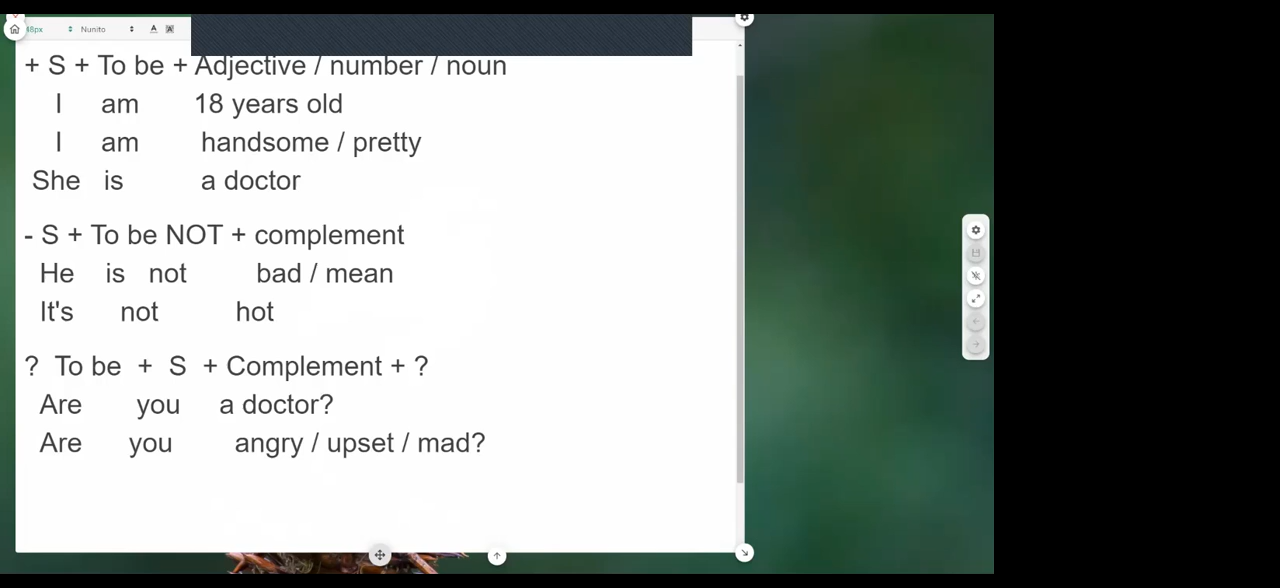 48px Nunito A A
+ S + To be + Adjective / number / noun
I am 18 years old
I am handsome / pretty
She is a doctor
- S + To be NOT + complement
He is not bad / mean
It's not hot
? To be + S + Complement + ?
Are you a doctor?
Are you angry / upset / mad?